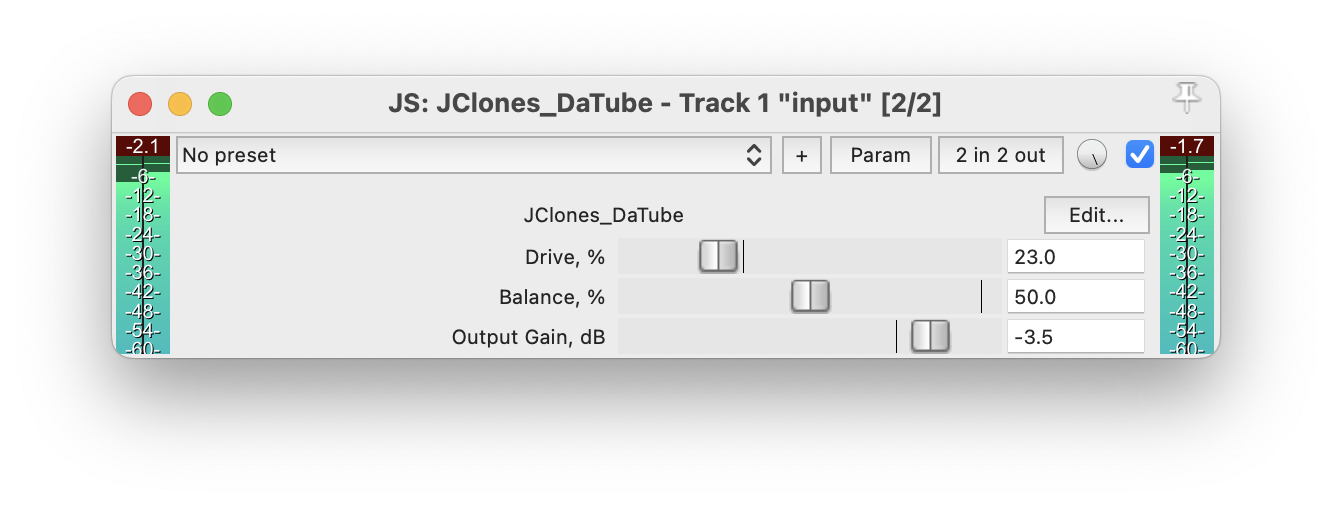 JS: JClones_DaTube - Track 1 "input" [2/2]
-2.1 No preset + Param 2 in 2 out -1.7
-6- -6-
-12- -12-
-18- JClones_DaTube Edit... -18-
-24- -24-
-30- Drive, % 23.0 -30-
-36- -36-
-42- Balance, % 50.0 -42-
-48- -48-
-54- Output Gain, dB -3.5 -54-
-60- -60-